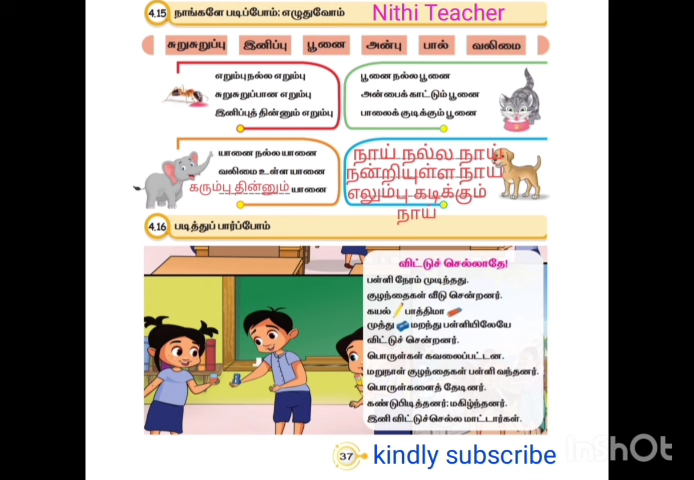 4.15 நாங்களே படிப்போம்: எழுதுவோம் Nithi Teacher
சுறுசுறுப்பு இனிப்பு பூனை அன்பு பால் வலிமை
எறும்பு நல்ல எறும்பு
சுறுசுறுப்பான எறும்பு
இனிப்புத் தின்னும் எறும்பு
பூனை நல்ல பூனை
அன்பைக் காட்டும் பூனை
பாலைக் குடிக்கும் பூனை
யானை நல்ல யானை
வலிமை உள்ள யானை
கரும்பு தின்னும் யானை
நாய் நல்ல நாய்
நன்றியுள்ள நாய்
எலும்பு கடிக்கும்
நாய்
4.16 படித்துப் பார்ப்போம்
விட்டுச் செல்லாதே!
பள்ளி நேரம் முடிந்தது.
குழந்தைகள் வீடு சென்றனர்.
கயல் பாத்திமா
முத்து மறந்து பள்ளியிலேயே
விட்டுச் சென்றனர்.
பொருள்கள் கவலைப்பட்டன.
மறுநாள் குழந்தைகள் பள்ளி வந்தனர்.
பொருள்களைத் தேடினர்.
கண்டுபிடித்தனர்; மகிழ்ந்தனர்.
இனி விட்டுச்செல்ல மாட்டார்கள்.
37 kindly subscribe
InShOt